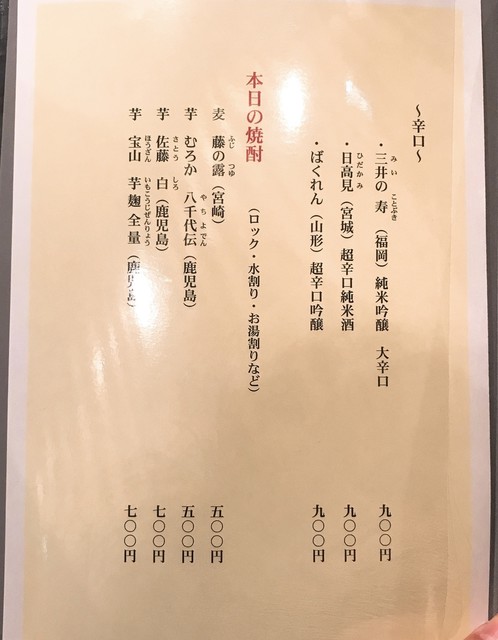 ～辛口～
・三井の 寿（福岡）純米吟醸 大辛口 九〇〇円
・日高見（宮城）超辛口純米酒 九〇〇円
・ばくれん（山形）超辛口吟醸 九〇〇円
本日の焼酎 （ロック・水割り・お湯割りなど）
麦 藤の露（宮崎） 五〇〇円
芋 むろか 八千代伝（鹿児島） 五〇〇円
芋 佐藤 白（鹿児島） 七〇〇円
芋 宝山 芋麹全量（鹿児島） 七〇〇円